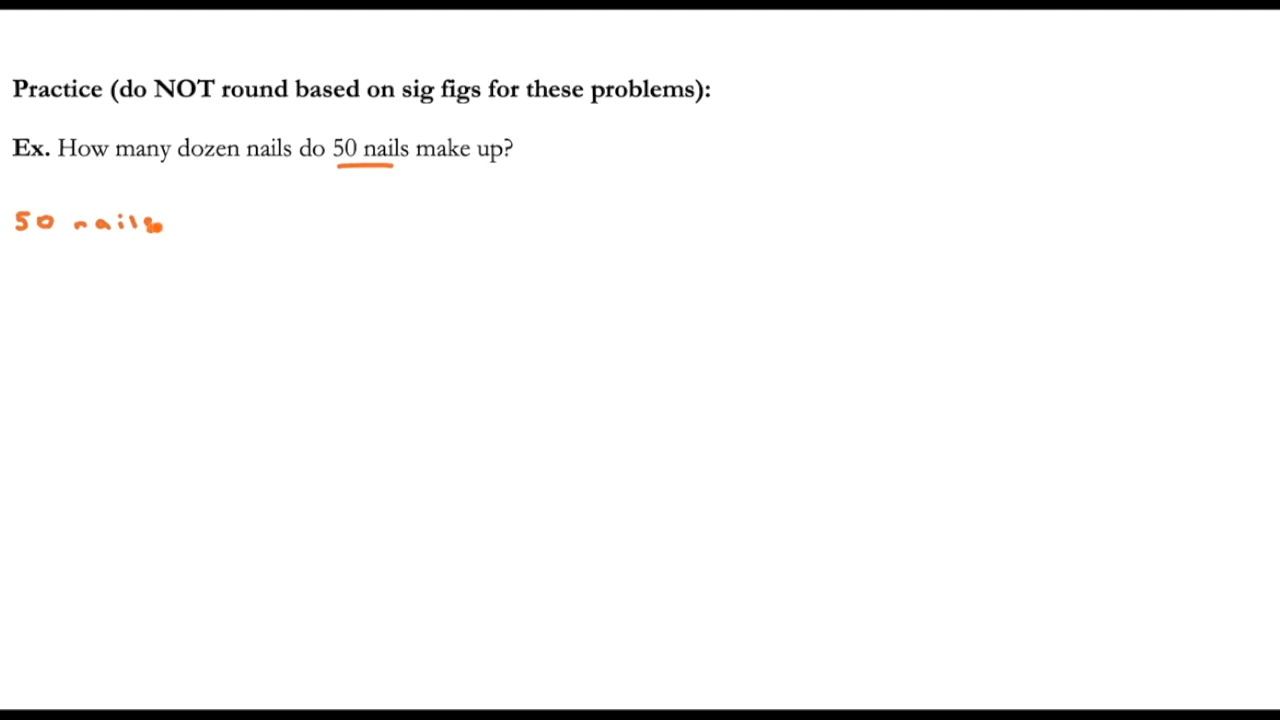 Practice (do NOT round based on sig figs for these problems):
Ex. How many dozen nails do 50 nails make up?
50 nails